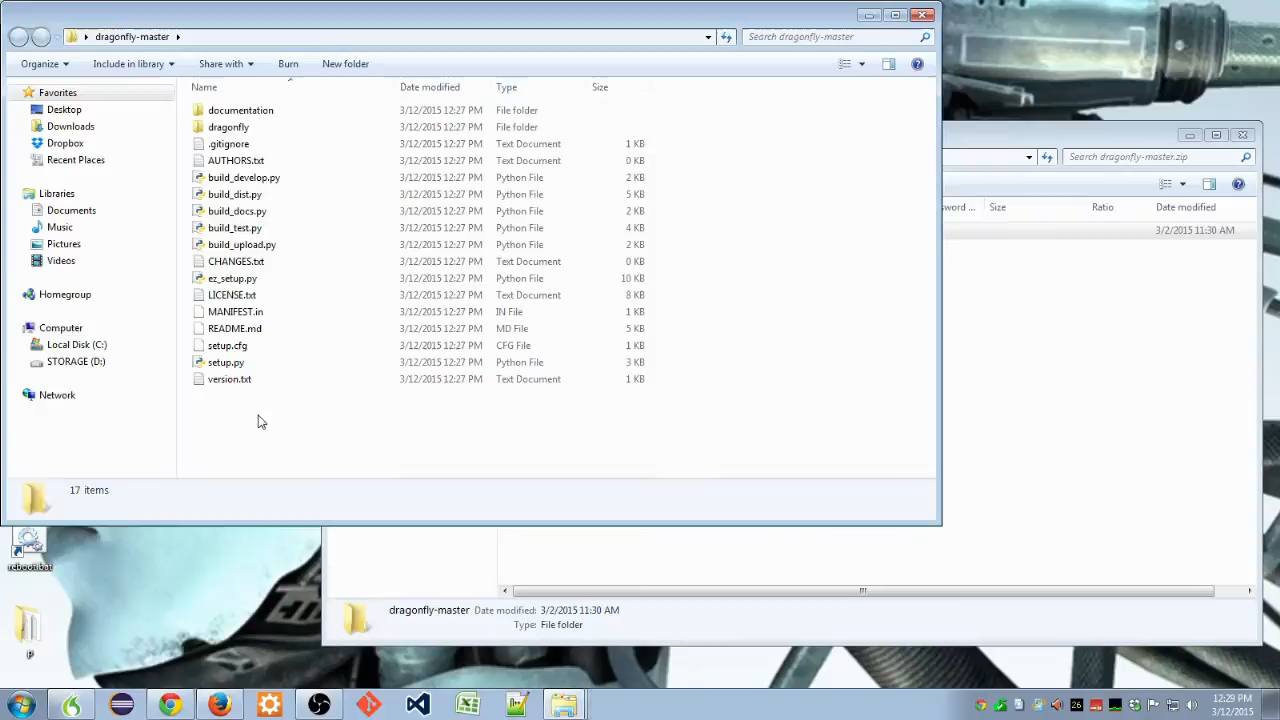 dragonfly-master
Search dragonfly-master
Organize
Include in library
Share with
Burn
New folder
Name
Date modified
Type
Size
Favorites
Desktop
Downloads
Dropbox
Recent Places
Libraries
Documents
Music
Pictures
Videos
Homegroup
Computer
Local Disk (C:)
STORAGE (D:)
Network
documentation 3/12/2015 12:27 PM File folder
dragonfly 3/12/2015 12:27 PM File folder
.gitignore 3/12/2015 12:27 PM Text Document 1 KB
AUTHORS.txt 3/12/2015 12:27 PM Text Document 0 KB
build_develop.py 3/12/2015 12:27 PM Python File 2 KB
build_dist.py 3/12/2015 12:27 PM Python File 5 KB
build_docs.py 3/12/2015 12:27 PM Python File 2 KB
build_test.py 3/12/2015 12:27 PM Python File 4 KB
build_upload.py 3/12/2015 12:27 PM Python File 2 KB
CHANGES.txt 3/12/2015 12:27 PM Text Document 0 KB
ez_setup.py 3/12/2015 12:27 PM Python File 10 KB
LICENSE.txt 3/12/2015 12:27 PM Text Document 8 KB
MANIFEST.in 3/12/2015 12:27 PM IN File 1 KB
README.md 3/12/2015 12:27 PM MD File 5 KB
setup.cfg 3/12/2015 12:27 PM CFG File 1 KB
setup.py 3/12/2015 12:27 PM Python File 3 KB
version.txt 3/12/2015 12:27 PM Text Document 1 KB
17 items
Search dragonfly-master.zip
sword ...
Size
Ratio
Date modified
3/2/2015 11:30 AM
dragonfly-master Date modified: 3/2/2015 11:30 AM
Type: File folder
reboot.bat
P
26
12:29 PM
3/12/2015